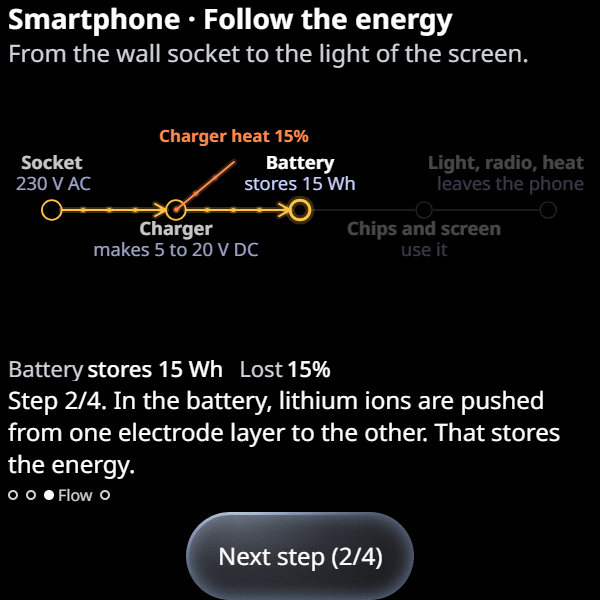 Smartphone · Follow the energy
From the wall socket to the light of the screen.
Charger heat 15%
Socket
230 V AC
Battery
stores 15 Wh
Light, radio, heat
leaves the phone
Charger
makes 5 to 20 V DC
Chips and screen
use it
Battery stores 15 Wh Lost 15%
Step 2/4. In the battery, lithium ions are pushed
from one electrode layer to the other. That stores
the energy.
Flow
Next step (2/4)